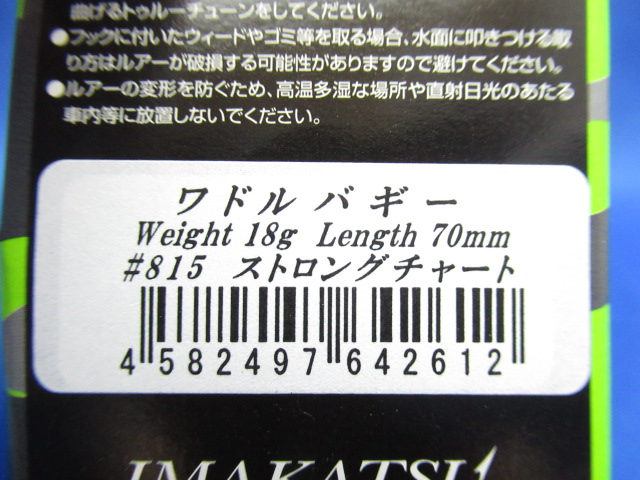 曲げるトゥルーチューンをしてください。
●フックに付いたウィードやゴミ等を取る場合、水面に叩きつける取
り方はルアーが破損する可能性がありますので避けてください。
●ルアーの変形を防ぐため、高温多湿な場所や直射日光のあたる
車内等に放置しないでください。
ワドルバギー
Weight 18g Length 70mm
#815 ストロングチャート
4 582497 642612
IMAKATSU